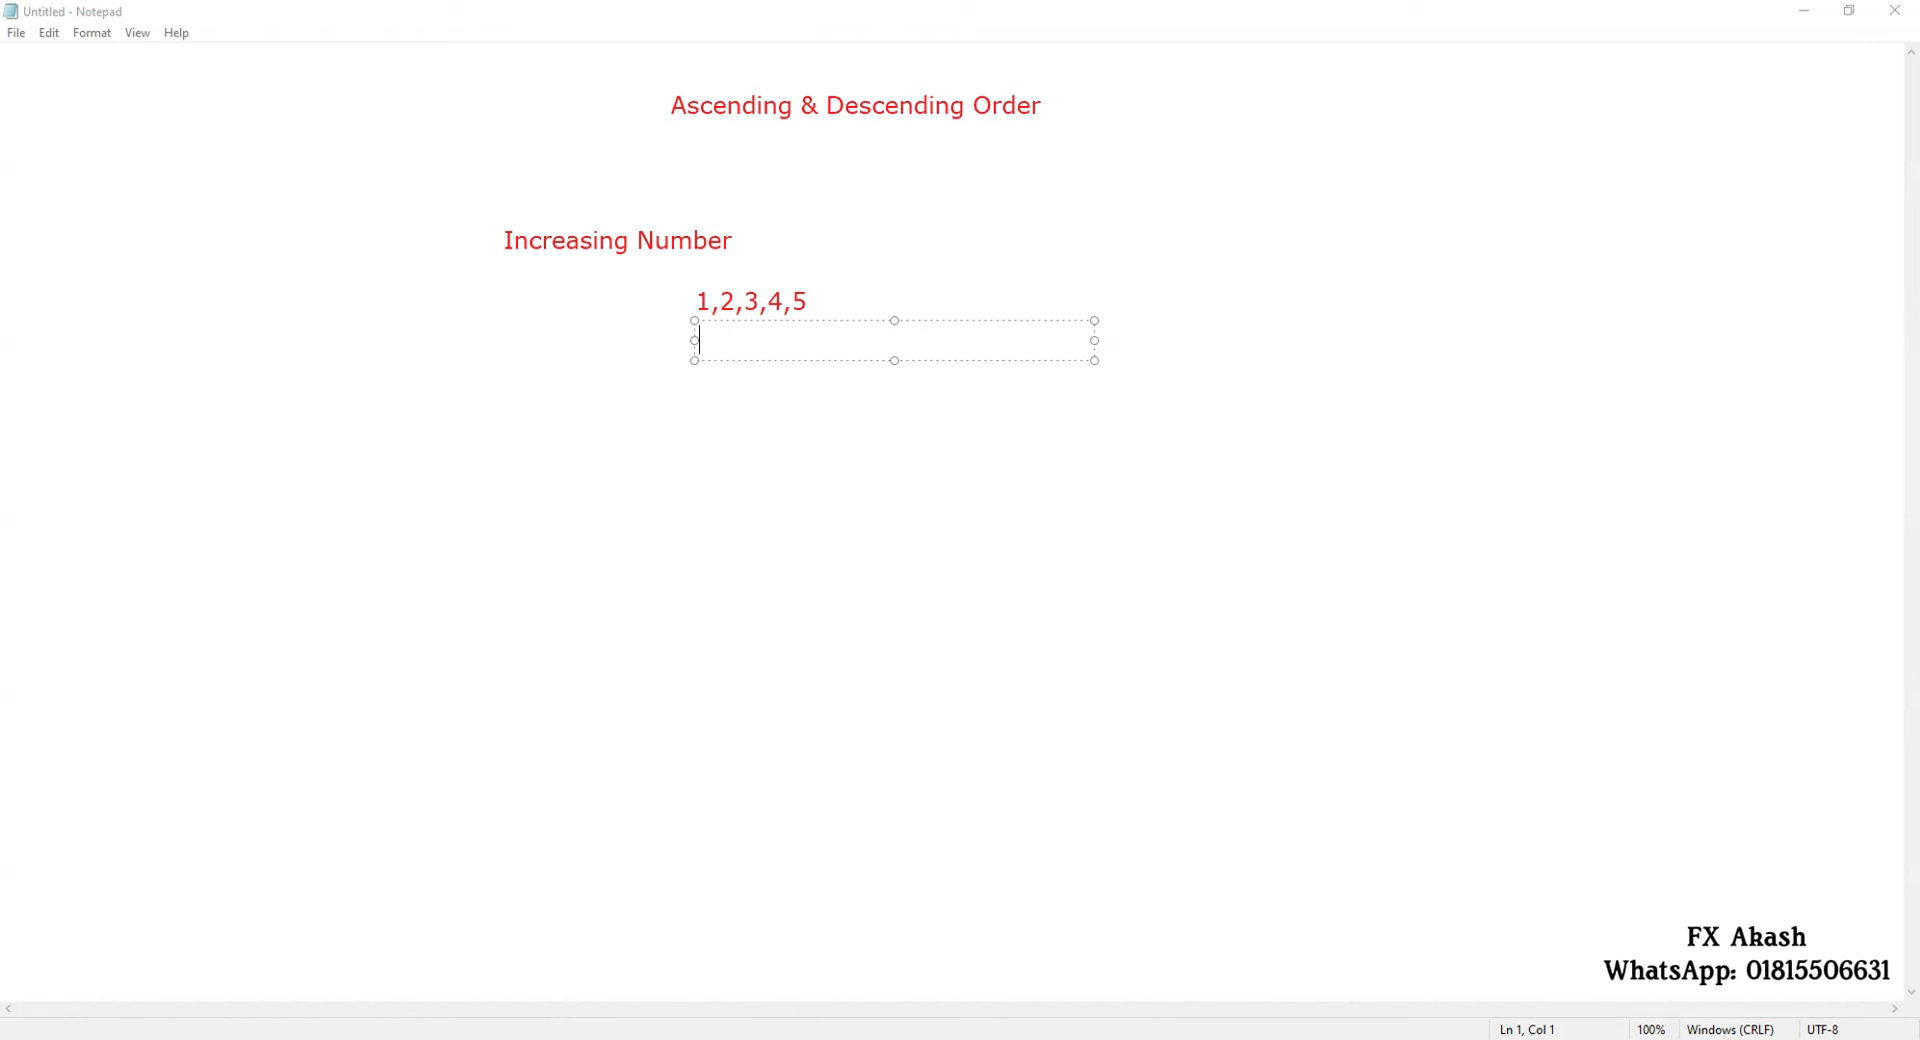 Untitled - Notepad
File Edit Format View Help
Ascending & Descending Order
Increasing Number
1,2,3,4,5
FX Akash
WhatsApp: 01815506631
Ln 1, Col 1 100% Windows (CRLF) UTF-8